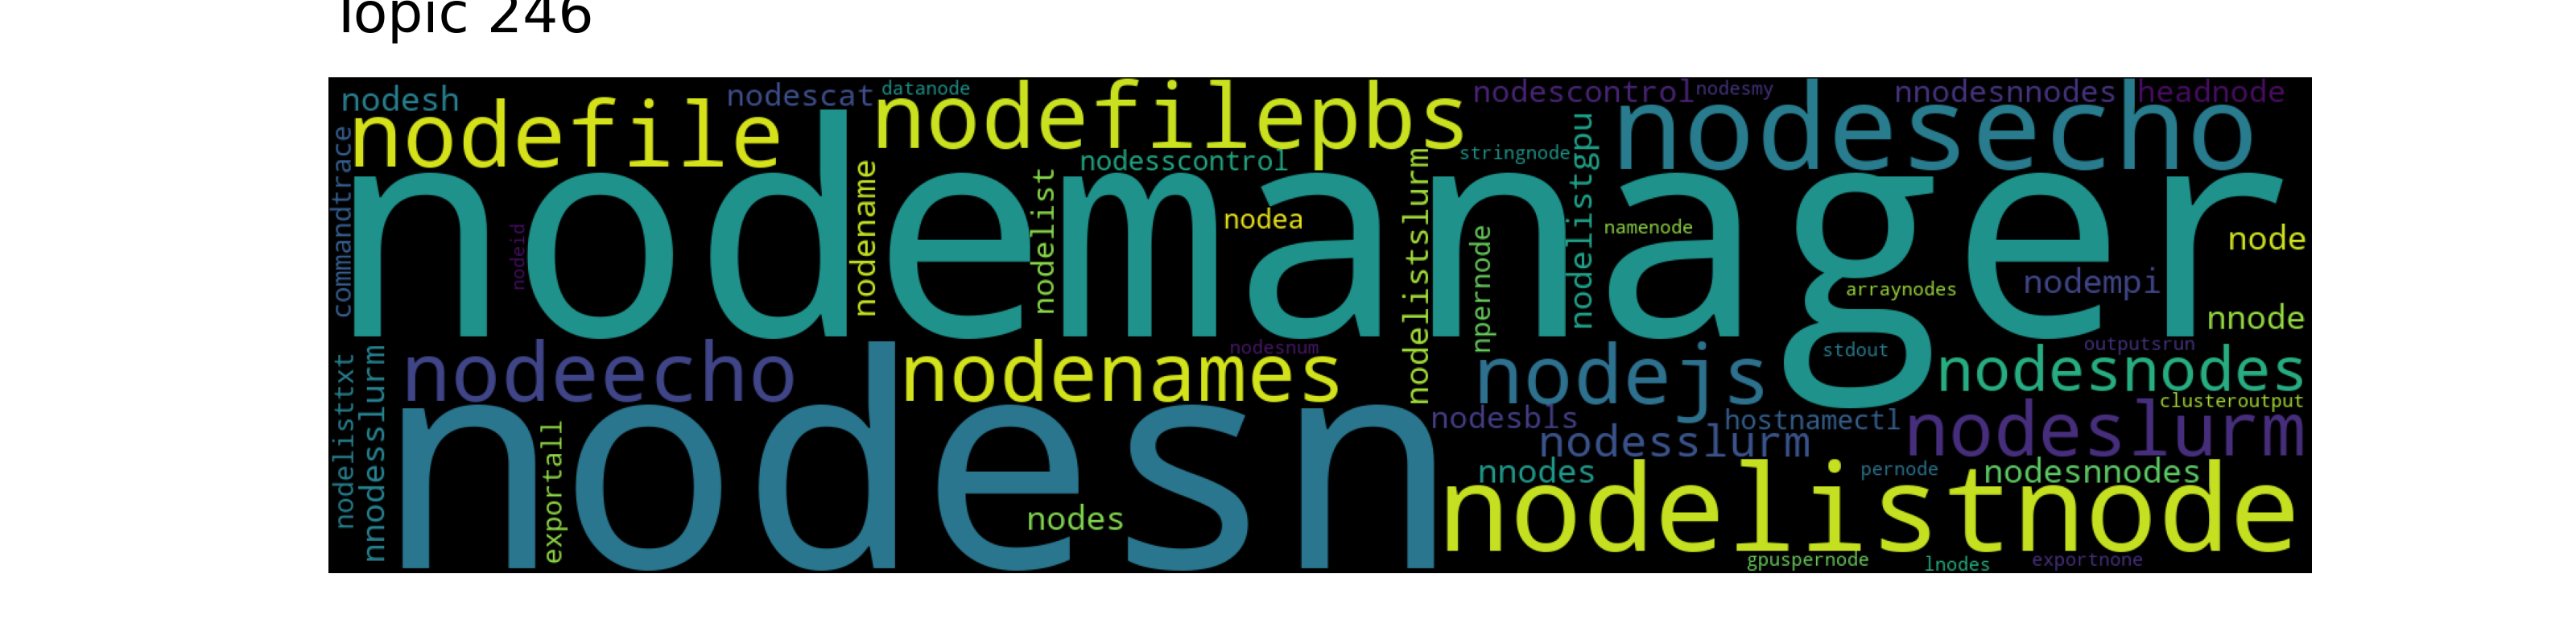 Topic 246
nodesh
nodescat
datanode
nodescontrol
nodesmy
nnodesnnodes
headnode
nodefile
nodefilepbs
nodesecho
commandtrace
nodesscontrol
stringnode
nodelistgpu
nodename
nodelist
nodelistslurm
nodemanager
nodea
namenode
node
nodeid
npernode
arraynodes
nodempi
nnode
nodesnum
stdout
outputsrun
nodeecho
nodenames
nodejs
nodesnodes
clusteroutput
nodelisttxt
nnodesslurm
nodesbls
hostnamectl
nodeslurm
nodesslurm
exportall
nodesn
nodes
nnodes
pernode
nodesnnodes
nodelistnode
gpuspernode
lnodes
exportnone